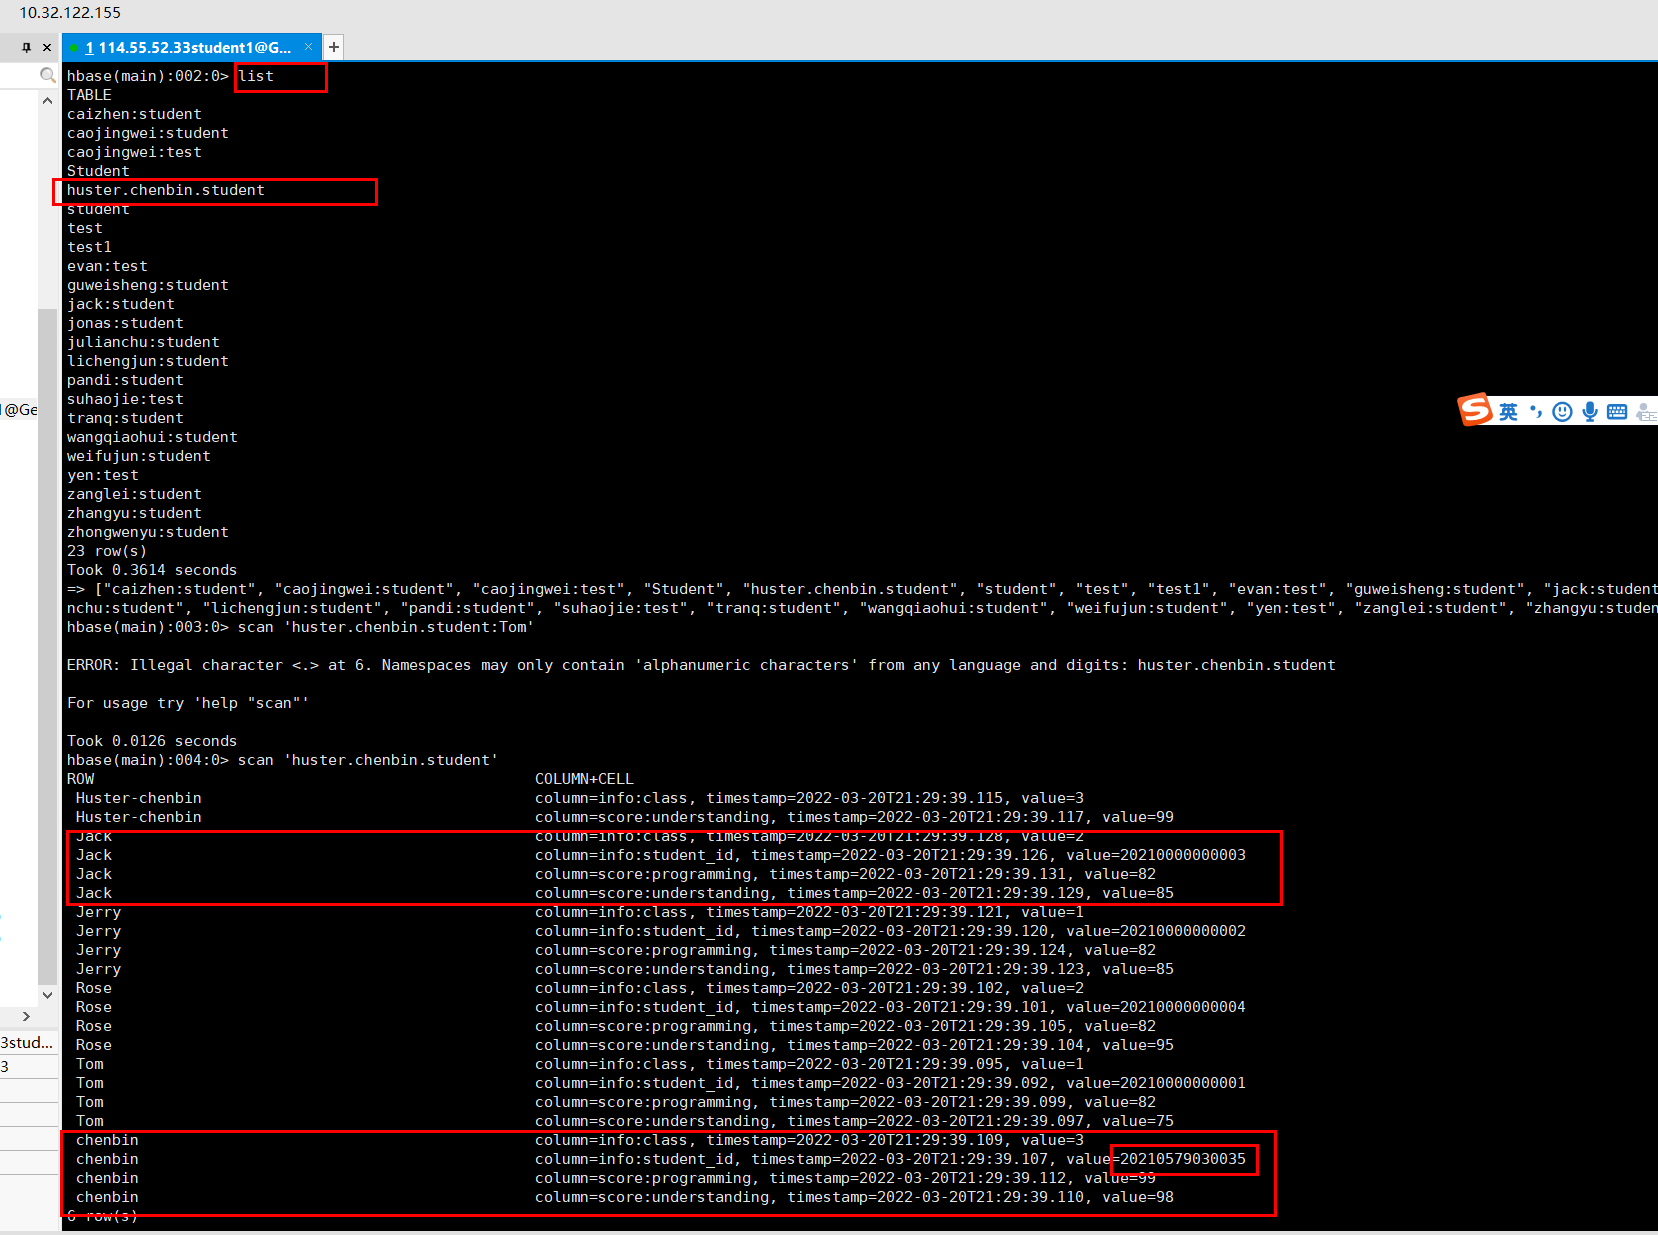 10.32.122.155
1 114.55.52.33student1@G... × +
hbase(main):002:0> list
TABLE
caizhen:student
caojingwei:student
caojingwei:test
Student
huster.chenbin.student
student
test
test1
evan:test
guweisheng:student
jack:student
jonas:student
julianchu:student
lichengjun:student
pandi:student
suhaojie:test
@Ge
英
tranq:student
wangqiaohui:student
weifujun:student
yen:test
zanglei:student
zhangyu:student
zhongwenyu:student
23 row(s)
Took 0.3614 seconds
=> ["caizhen:student", "caojingwei:student", "caojingwei:test", "Student", "huster.chenbin.student", "student", "test", "test1", "evan:test", "guweisheng:student", "jack:student
nchu:student", "lichengjun:student", "pandi:student", "suhaojie:test", "tranq:student", "wangqiaohui:student", "weifujun:student", "yen:test", "zanglei:student", "zhangyu:studen
hbase(main):003:0> scan 'huster.chenbin.student:Tom'
ERROR: Illegal character <.> at 6. Namespaces may only contain 'alphanumeric characters' from any language and digits: huster.chenbin.student
For usage try 'help "scan"'
Took 0.0126 seconds
hbase(main):004:0> scan 'huster.chenbin.student'
ROW COLUMN+CELL
Huster-chenbin column=info:class, timestamp=2022-03-20T21:29:39.115, value=3
Huster-chenbin column=score:understanding, timestamp=2022-03-20T21:29:39.117, value=99
Jack column=info:class, timestamp=2022-03-20T21:29:39.128, value=2
Jack column=info:student_id, timestamp=2022-03-20T21:29:39.126, value=20210000000003
Jack column=score:programming, timestamp=2022-03-20T21:29:39.131, value=82
Jack column=score:understanding, timestamp=2022-03-20T21:29:39.129, value=85
Jerry column=info:class, timestamp=2022-03-20T21:29:39.121, value=1
Jerry column=info:student_id, timestamp=2022-03-20T21:29:39.120, value=20210000000002
Jerry column=score:programming, timestamp=2022-03-20T21:29:39.124, value=82
Jerry column=score:understanding, timestamp=2022-03-20T21:29:39.123, value=85
Rose column=info:class, timestamp=2022-03-20T21:29:39.102, value=2
Rose column=info:student_id, timestamp=2022-03-20T21:29:39.101, value=20210000000004
Rose column=score:programming, timestamp=2022-03-20T21:29:39.105, value=82
Rose column=score:understanding, timestamp=2022-03-20T21:29:39.104, value=95
3stud...
Tom column=info:class, timestamp=2022-03-20T21:29:39.095, value=1
3
Tom column=info:student_id, timestamp=2022-03-20T21:29:39.092, value=20210000000001
Tom column=score:programming, timestamp=2022-03-20T21:29:39.099, value=82
Tom column=score:understanding, timestamp=2022-03-20T21:29:39.097, value=75
chenbin column=info:class, timestamp=2022-03-20T21:29:39.109, value=3
chenbin column=info:student_id, timestamp=2022-03-20T21:29:39.107, value=20210579030035
chenbin column=score:programming, timestamp=2022-03-20T21:29:39.112, value=99
chenbin column=score:understanding, timestamp=2022-03-20T21:29:39.110, value=98
6 row(s)